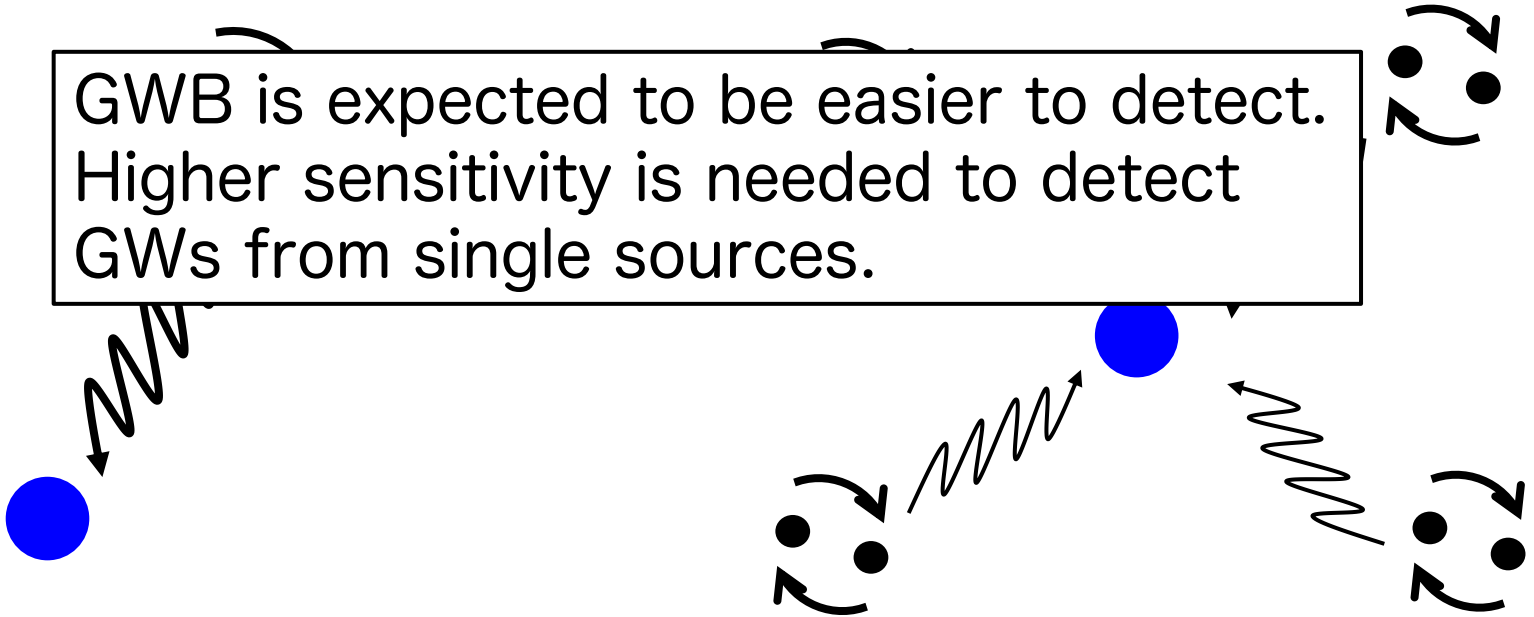 GWB is expected to be easier to detect.
Higher sensitivity is needed to detect
GWs from single sources.